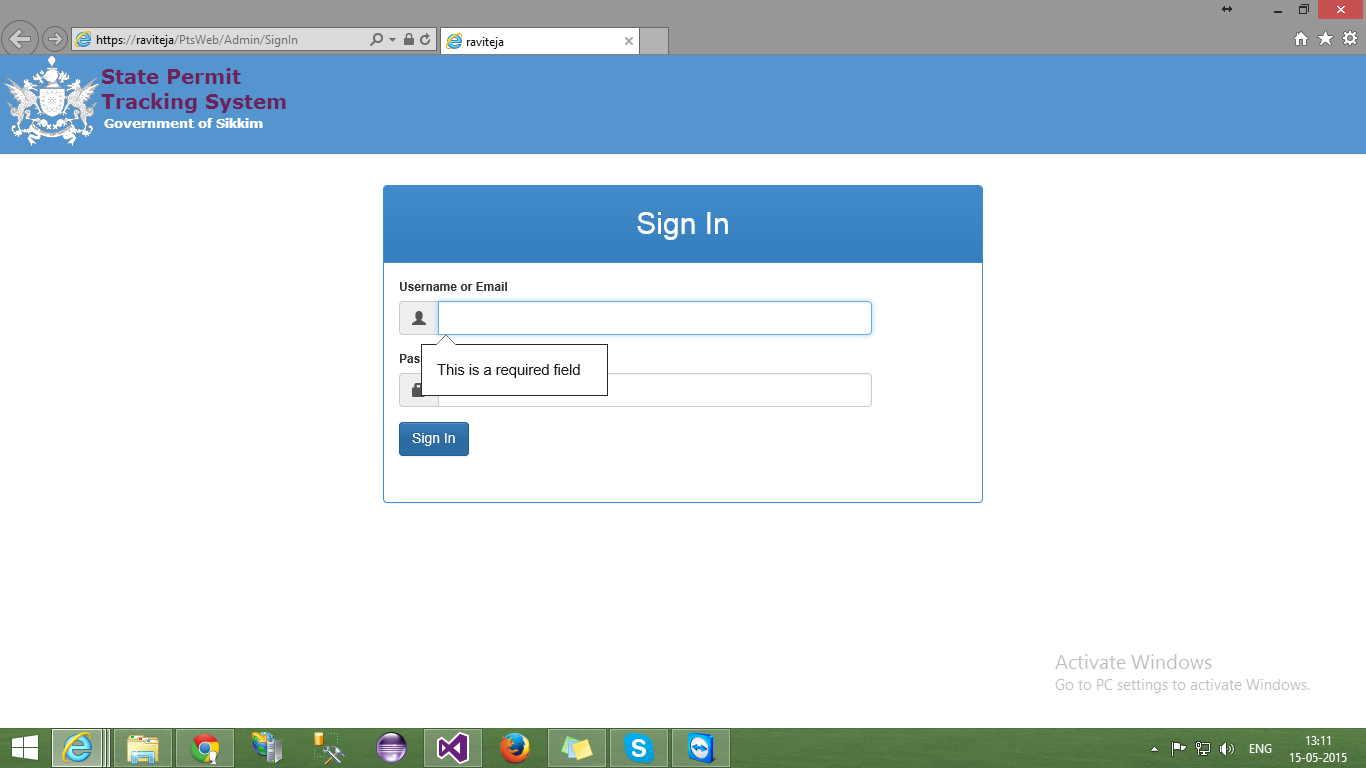 https://raviteja/PtsWeb/Admin/SignIn
raviteja
State Permit
Tracking System
Government of Sikkim
Sign In
Username or Email
This is a required field
Pas
Sign In
Activate Windows
Go to PC settings to activate Windows.
ENG
13:11
15-05-2015